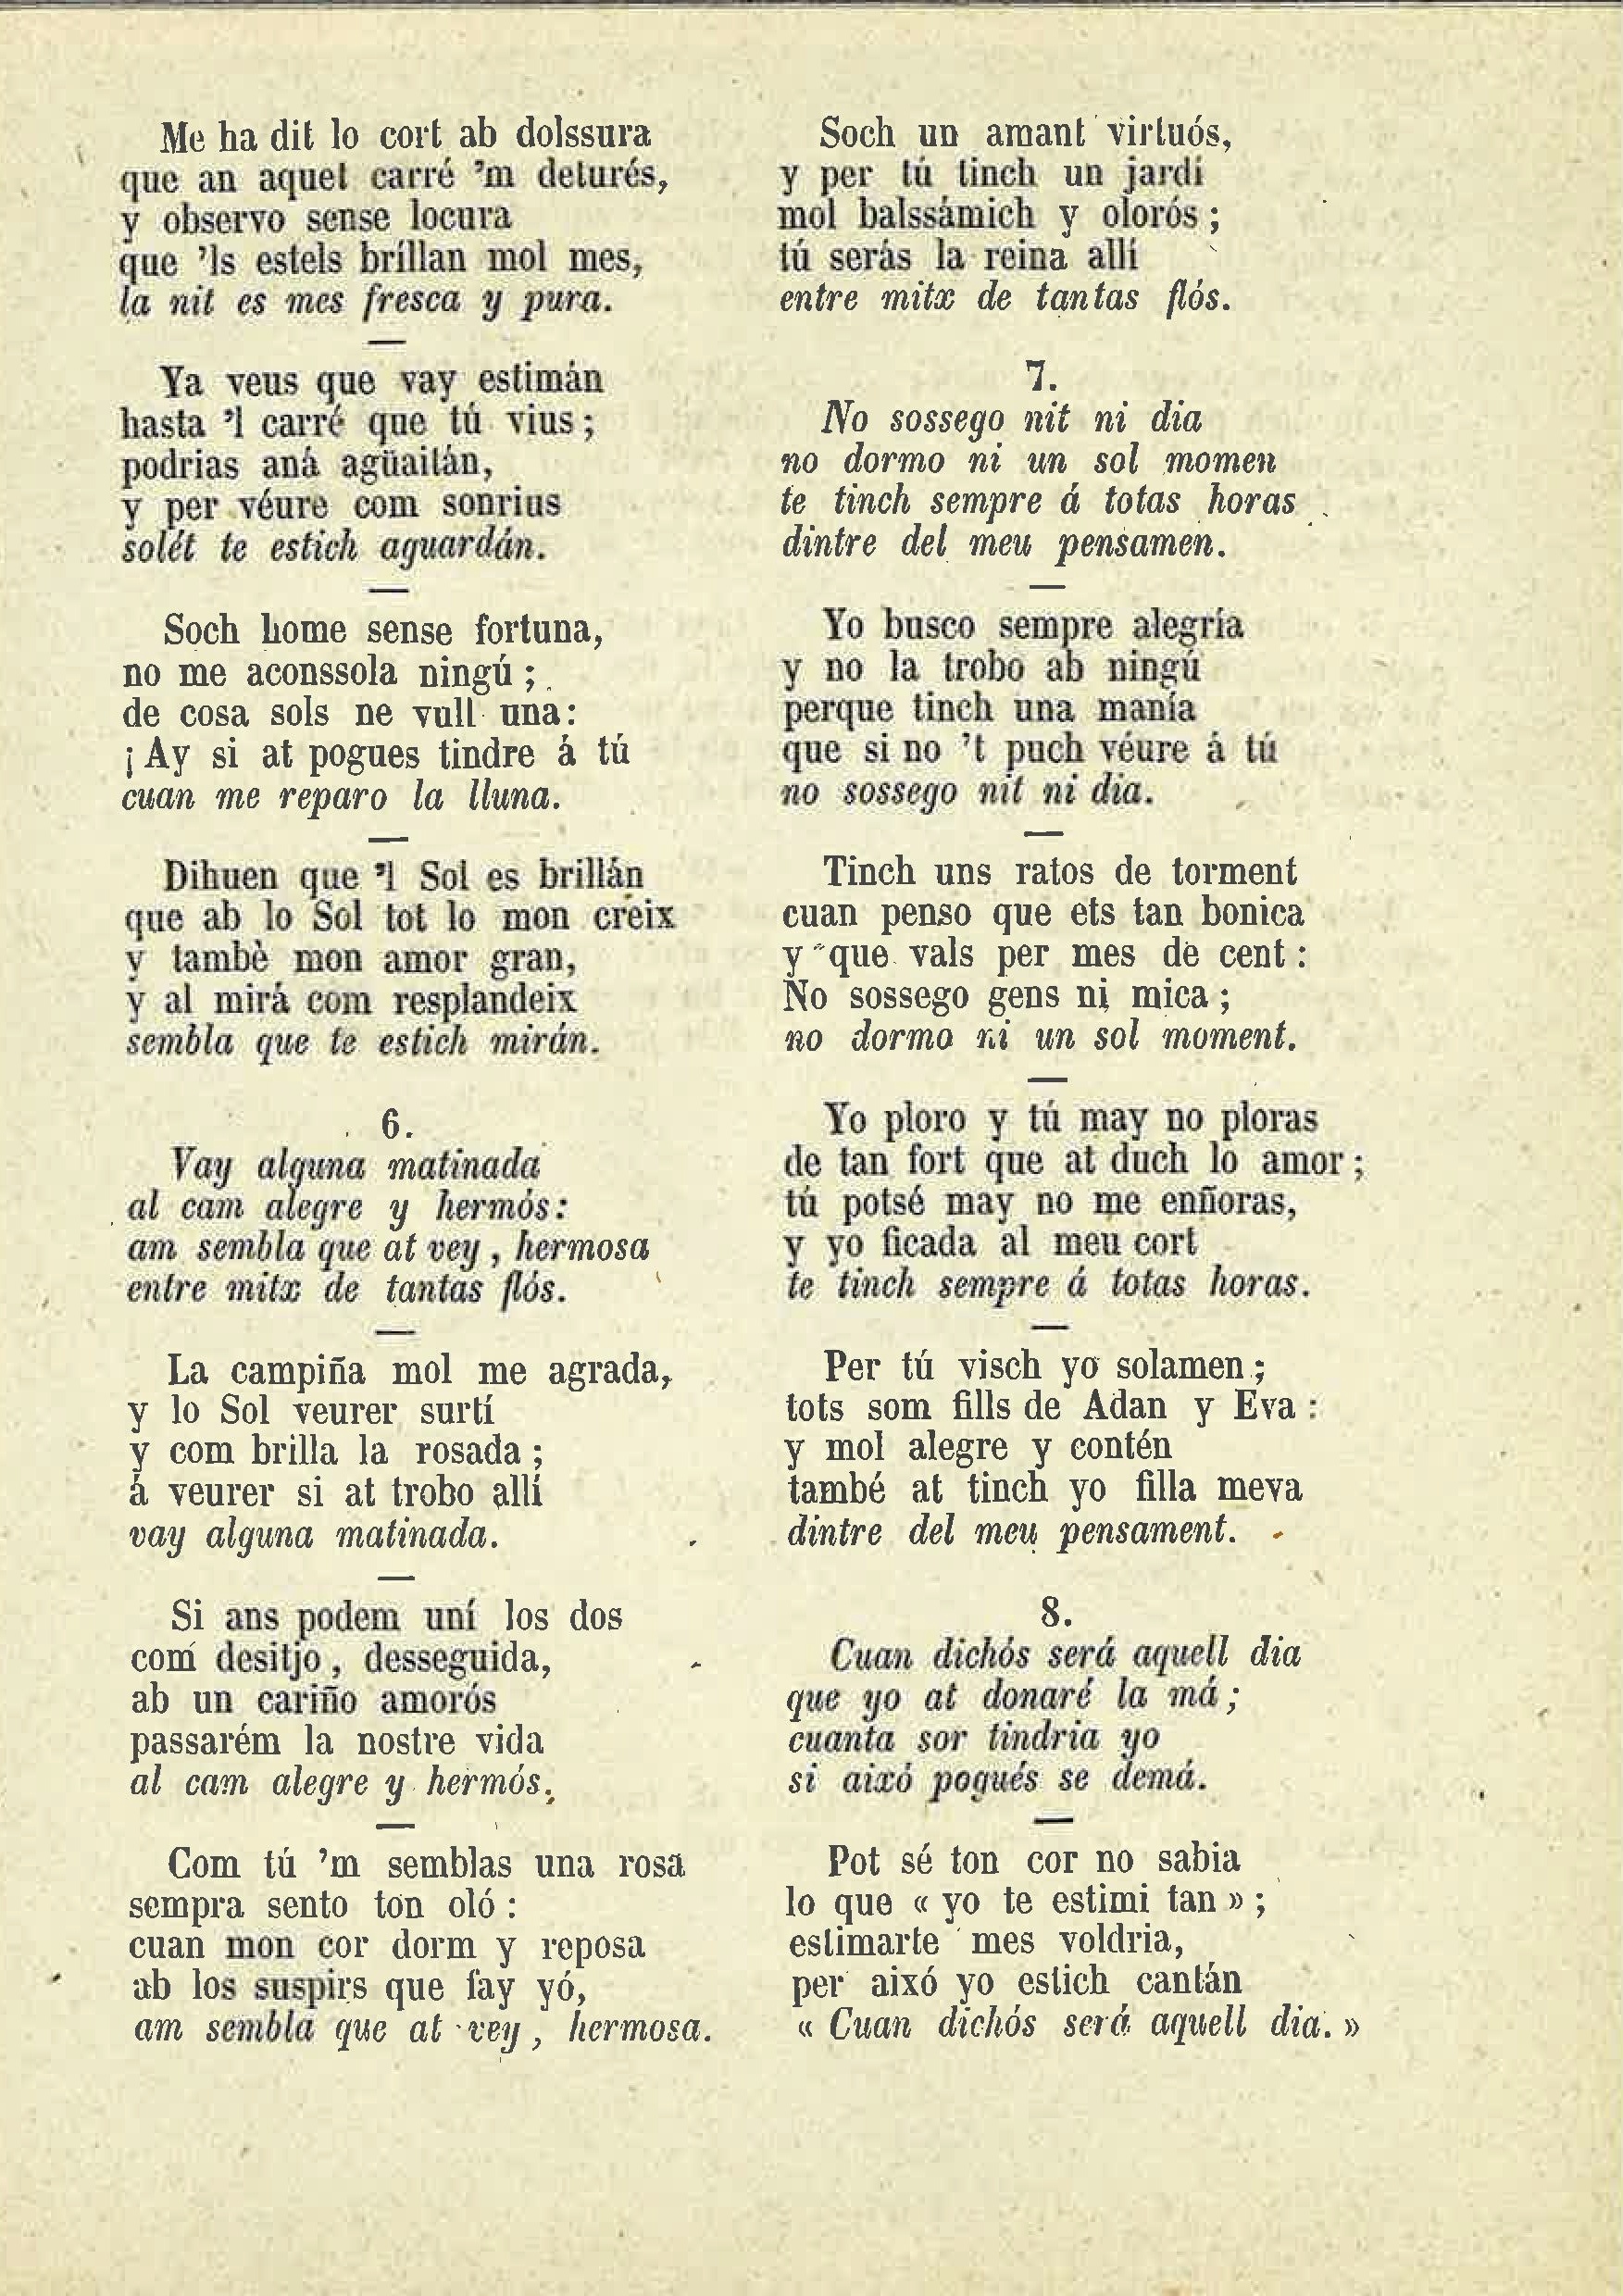 Me ha dit lo cort ab dolssura
que an aquet carré 'm deturés,
y observo sense locura
que 'ls estels bríllan mol mes,
la nit es mes fresca y pura.
—
Ya veus que vay estimán
hasta 'l carré que tú vius;
podrias aná agüaitán,
y per véure com sonrius
solét te estich aguardán.
—
Soch home sense fortuna,
no me aconssola ningú;
de cosa sols ne vull una:
¡Ay si at pogues tindre á tú
cuan me reparo la lluna.
—
Dihuen que 'l Sol es brillán
que ab lo Sol tot lo mon creix
y tambè mon amor gran,
y al mirá com resplandeix
sembla que te estich mirán.
6.
Vay alguna matinada
al cam alegre y hermós:
am sembla que at vey, hermosa
entre mitx de tantas flós.
—
La campiña mol me agrada,
y lo Sol veurer surtí
y com brilla la rosada;
á veurer si at trobo allí
vay alguna matinada.
—
Si ans podem uní los dos
com desitjo, desseguida,
ab un cariño amorós
passarém la nostre vida
al cam alegre y hermós.
—
Com tú 'm semblas una rosa
sempra sento ton oló:
cuan mon cor dorm y reposa
ab los suspirs que fay yó,
am sembla que at vey, hermosa.
Soch un amant virtuós,
y per tú tinch un jardí
mol balssámich y olorós;
tú serás la reina allí
entre mitx de tantas flós.
7.
No sossego nit ni dia
no dormo ni un sol momen
te tinch sempre á totas horas
dintre del meu pensamen.
—
Yo busco sempre alegría
y no la trobo ab ningú
perque tinch una manía
que si no 't puch véure á tú
no sossego nit ni dia.
—
Tinch uns ratos de torment
cuan penso que ets tan bonica
y que vals per mes de cent:
No sossego gens ni mica;
no dormo ni un sol moment.
—
Yo ploro y tú may no ploras
de tan fort que at duch lo amor;
tú potsé may no me enñoras,
y yo ficada al meu cort
te tinch sempre á totas horas.
—
Per tú visch yo solamen;
tots som fills de Adan y Eva:
y mol alegre y contén
també at tinch yo filla meva
dintre del meu pensament.
8.
Cuan dichós será aquell dia
que yo at donaré la má;
cuanta sor tindria yo
si aixó pogués se demá.
—
Pot sé ton cor no sabia
lo que « yo te estimi tan »;
estimarte mes voldria,
per aixó yo estich cantán
« Cuan dichós será aquell dia. »